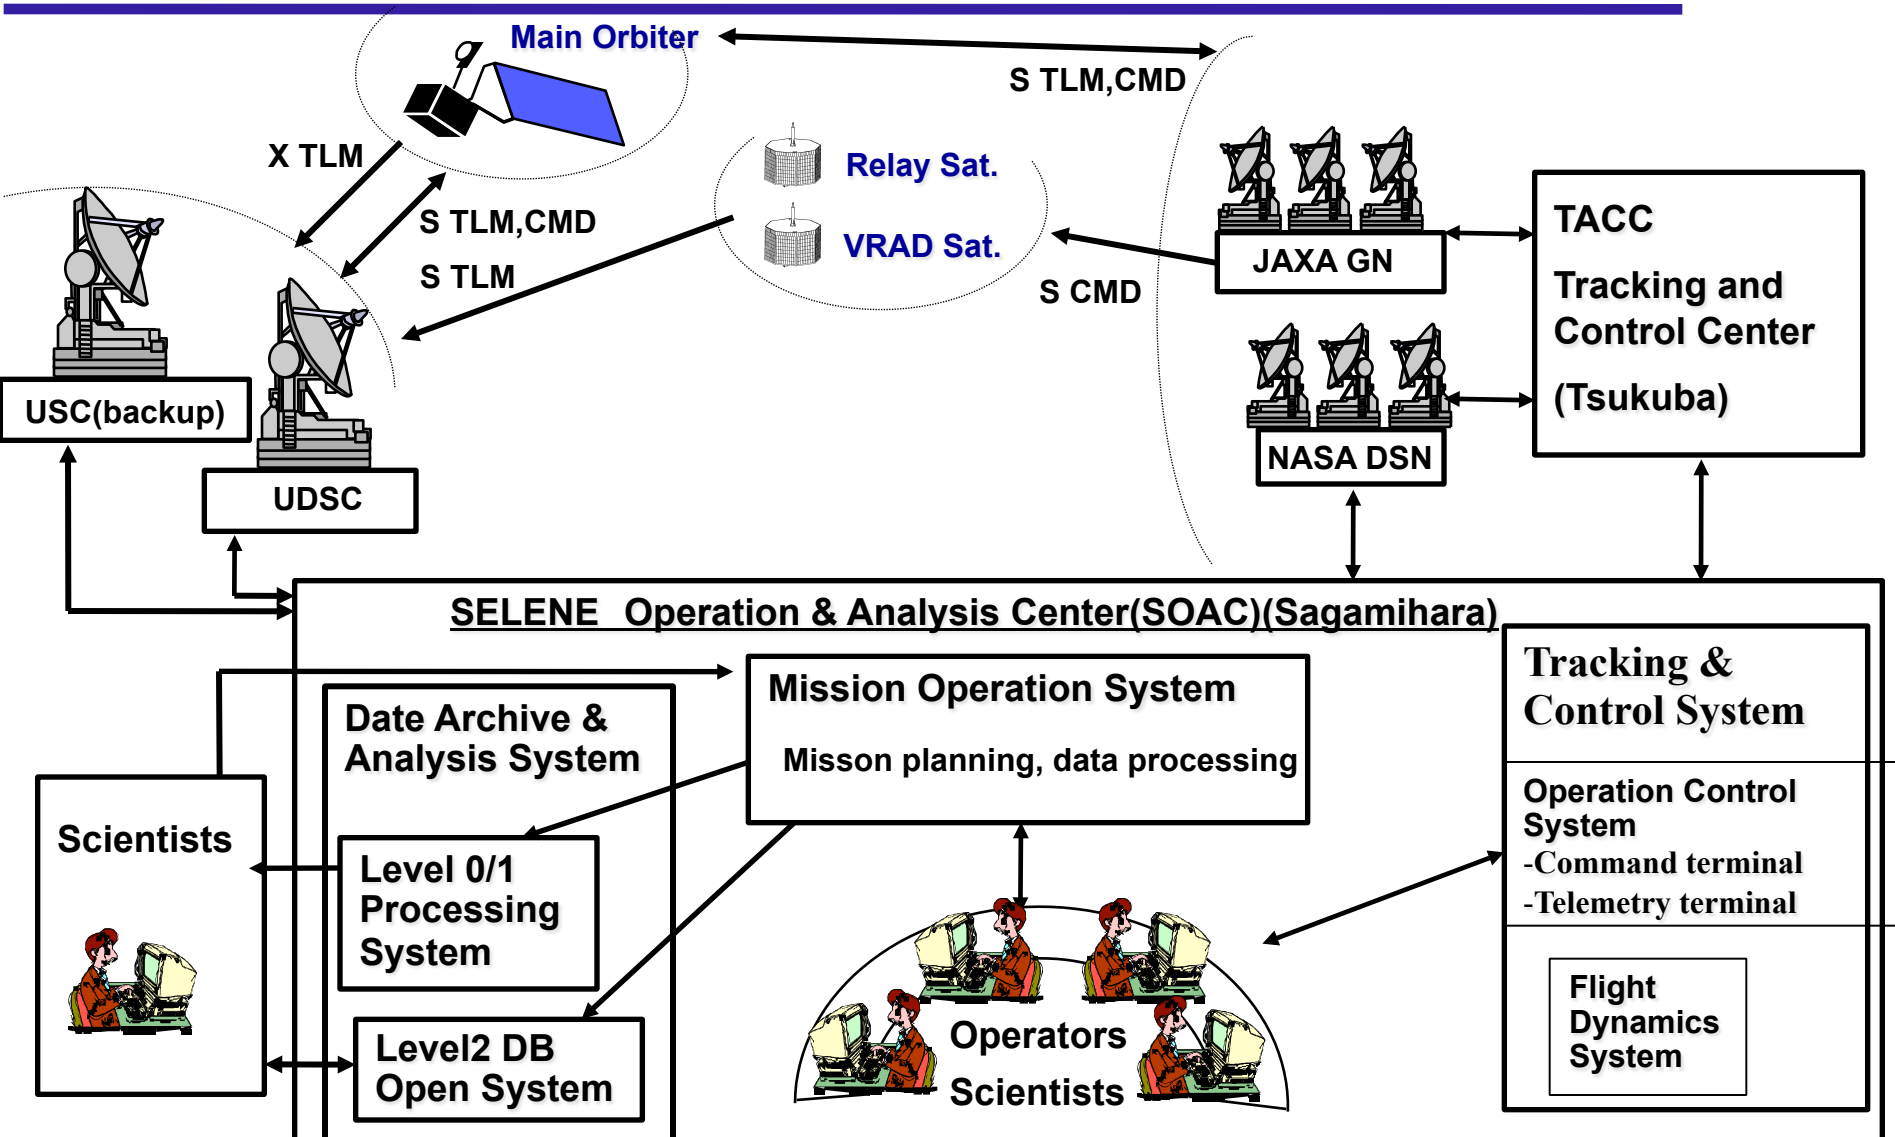 Main Orbiter
S TLM,CMD
X TLM
Relay Sat.
S TLM,CMD
VRAD Sat.
S TLM
S CMD
JAXA GN
TACC
Tracking and
Control Center
(Tsukuba)
USC(backup)
NASA DSN
UDSC
SELENE Operation & Analysis Center(SOAC)(Sagamihara)
Mission Operation System
Misson planning, data processing
Date Archive &
Analysis System
Tracking &
Control System
Operation Control
System
-Command terminal
-Telemetry terminal
Flight
Dynamics
System
Scientists
Level 0/1
Processing
System
Level2 DB
Open System
Operators
Scientists